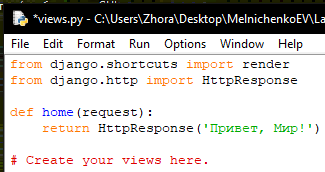 *views.py - C:\Users\Zhora\Desktop\MelnichenkoEV\La
File Edit Format Run Options Window Help
from django.shortcuts import render
from django.http import HttpResponse
def home(request):
return HttpResponse('Привет, Мир!')
# Create your views here.